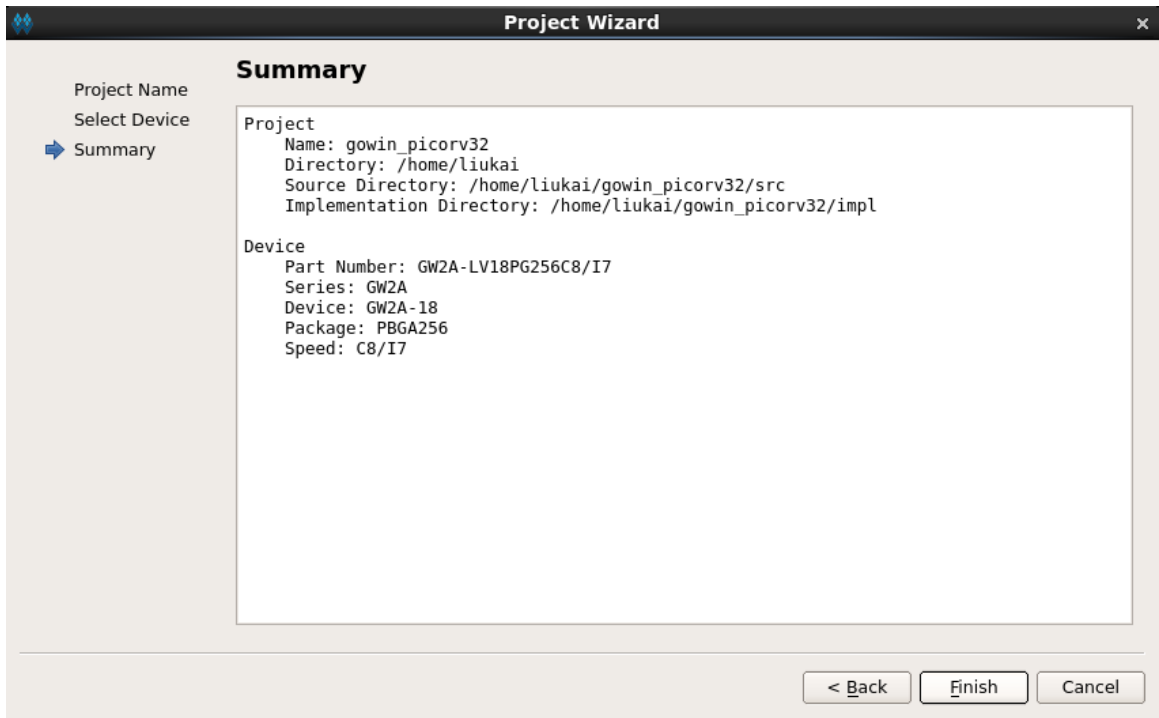 Project Wizard
×
Project Name
Select Device
Summary
Summary
Project
Name: gowin_picorv32
Directory: /home/liukai
Source Directory: /home/liukai/gowin_picorv32/src
Implementation Directory: /home/liukai/gowin_picorv32/impl
Device
Part Number: GW2A-LV18PG256C8/I7
Series: GW2A
Device: GW2A-18
Package: PBGA256
Speed: C8/I7
< Back
Finish
Cancel